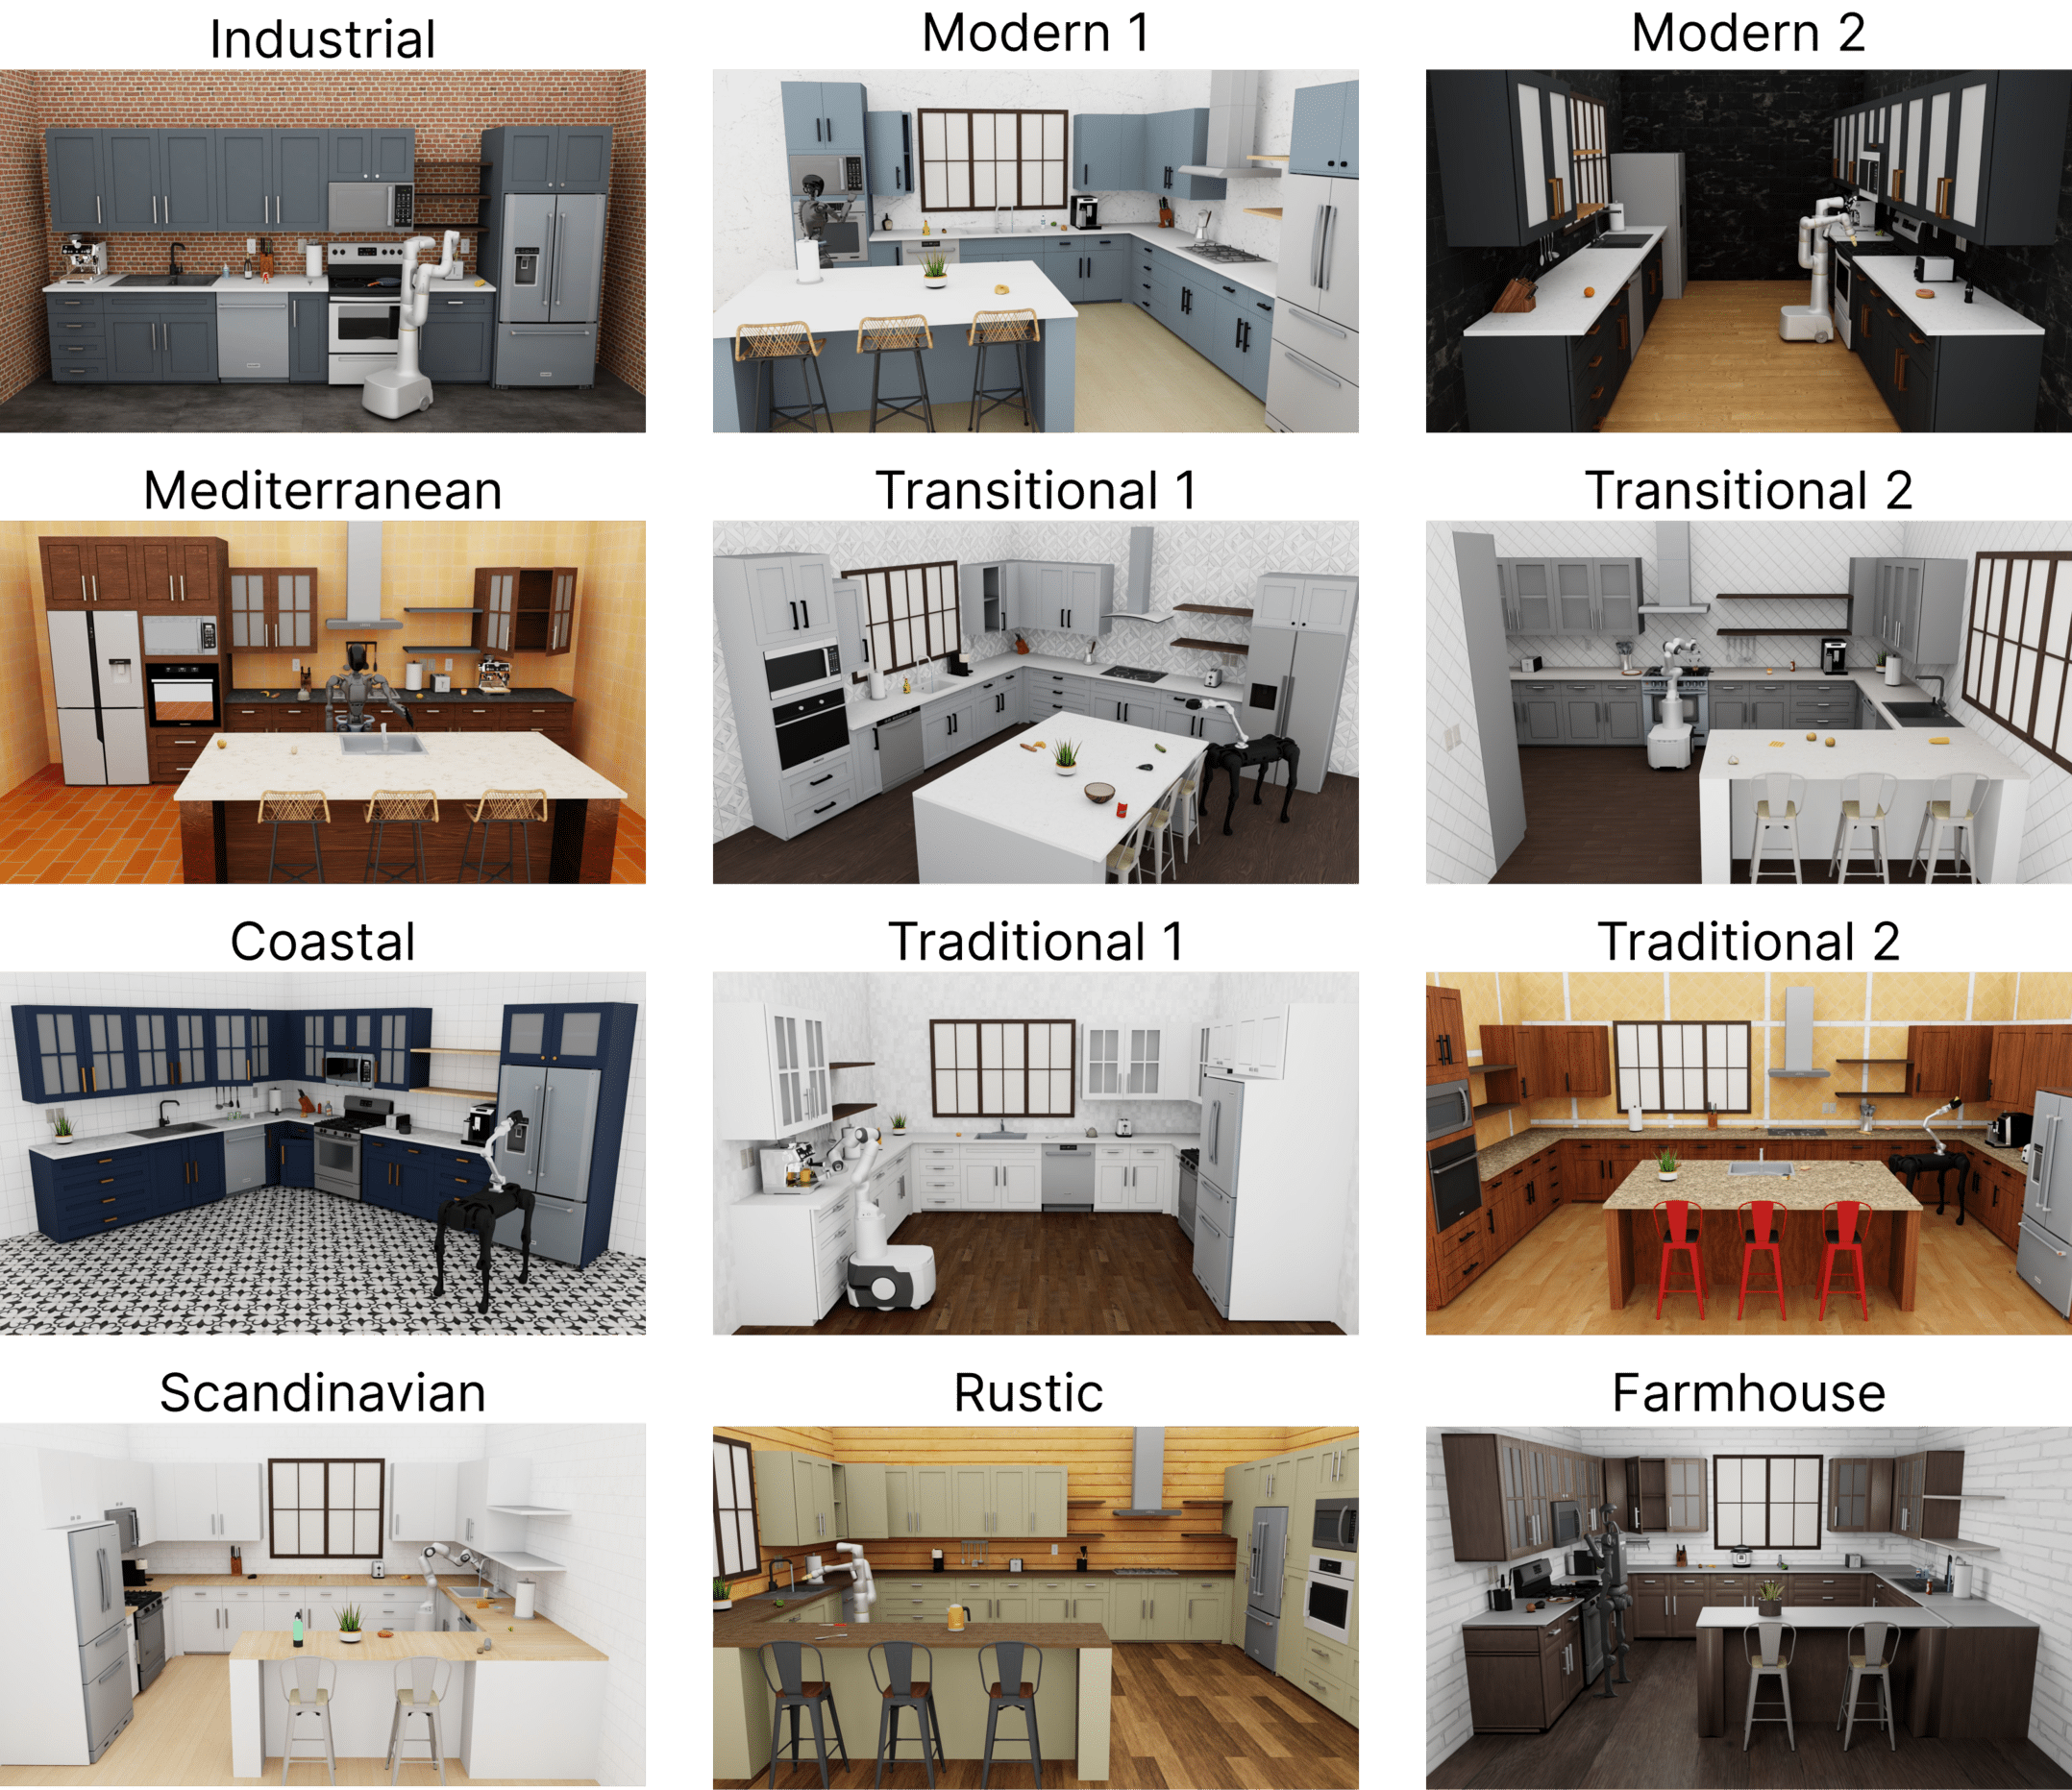 Industrial
Modern 1
Modern 2
Mediterranean
Transitional 1
Transitional 2
Coastal
Traditional 1
Traditional 2
Scandinavian
Rustic
Farmhouse